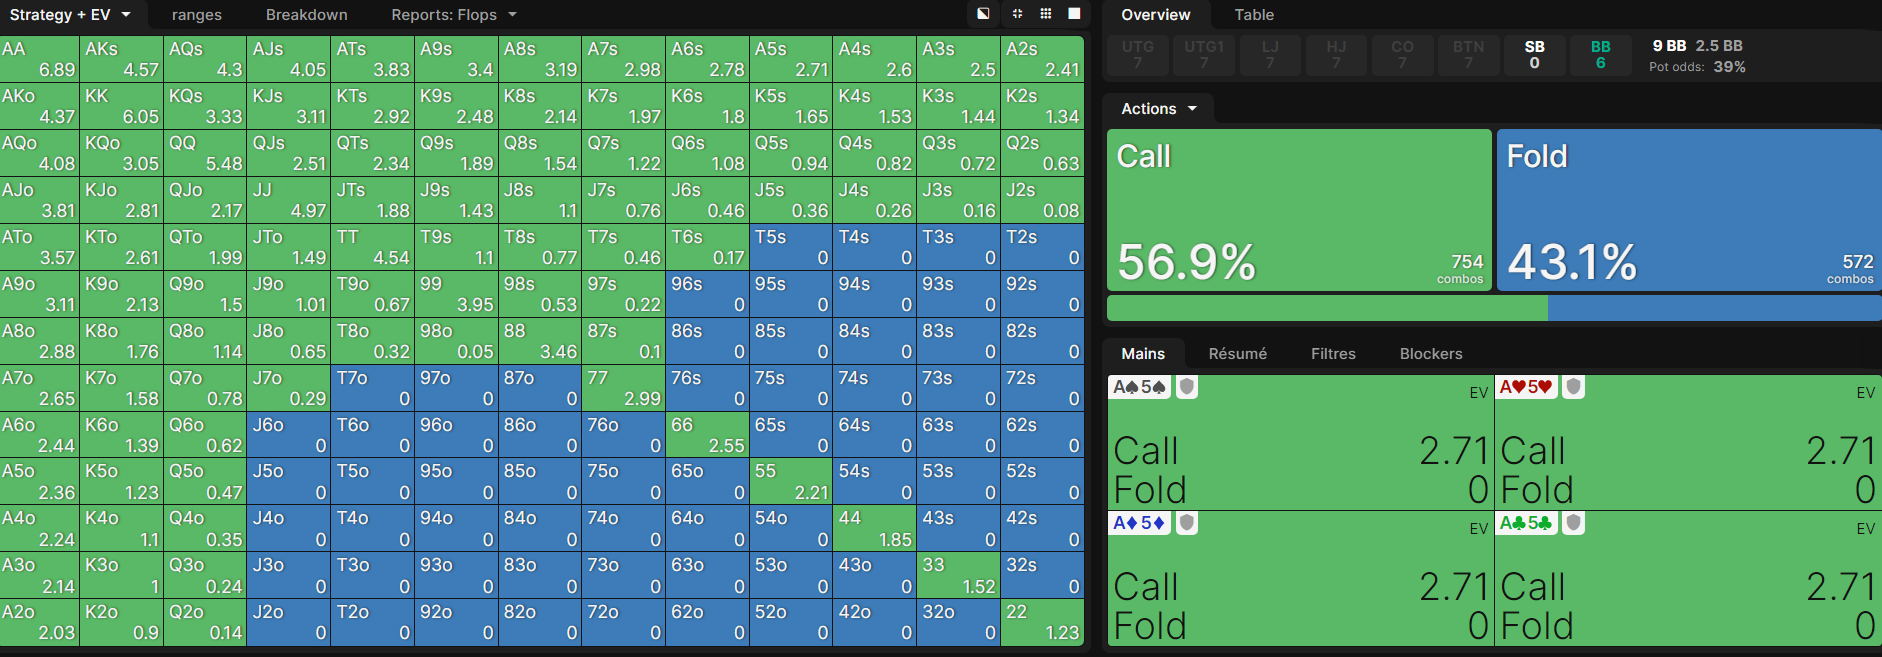 Strategy + EV ranges Breakdown Reports: Flops
AA AKs AQs AJs ATs A9s A8s A7s A6s A5s A4s A3s A2s
6.89 4.57 4.3 4.05 3.83 3.4 3.19 2.98 2.78 2.71 2.6 2.5 2.41
AKo KK KQs KJs KTs K9s K8s K7s K6s K5s K4s K3s K2s
4.37 6.05 3.33 3.11 2.92 2.48 2.14 1.97 1.8 1.65 1.53 1.44 1.34
AQo KQo QQ QJs QTs Q9s Q8s Q7s Q6s Q5s Q4s Q3s Q2s
4.08 3.05 5.48 2.51 2.34 1.89 1.54 1.22 1.08 0.94 0.82 0.72 0.63
AJo KJo QJo JJ JTs J9s J8s J7s J6s J5s J4s J3s J2s
3.81 2.81 2.17 4.97 1.88 1.43 1.1 0.76 0.46 0.36 0.26 0.16 0.08
ATo KTo QTo JTo TT T9s T8s T7s T6s T5s T4s T3s T2s
3.57 2.61 1.99 1.49 4.54 1.1 0.77 0.46 0.17 0 0 0 0
A9o K9o Q9o J9o T9o 99 98s 97s 96s 95s 94s 93s 92s
3.11 2.13 1.5 1.01 0.67 3.95 0.53 0.22 0 0 0 0 0
A8o K8o Q8o J8o T8o 98o 88 87s 86s 85s 84s 83s 82s
2.88 1.76 1.14 0.65 0.32 0.05 3.46 0.1 0 0 0 0 0
A7o K7o Q7o J7o T7o 97o 87o 77 76s 75s 74s 73s 72s
2.65 1.58 0.78 0.29 0 0 0 2.99 0 0 0 0 0
A6o K6o Q6o J6o T6o 96o 86o 76o 66 65s 64s 63s 62s
2.44 1.39 0.62 0 0 0 0 0 2.55 0 0 0 0
A5o K5o Q5o J5o T5o 95o 85o 75o 65o 55 54s 53s 52s
2.36 1.23 0.47 0 0 0 0 0 0 2.21 0 0 0
A4o K4o Q4o J4o T4o 94o 84o 74o 64o 54o 44 43s 42s
2.24 1.1 0.35 0 0 0 0 0 0 0 1.85 0 0
A3o K3o Q3o J3o T3o 93o 83o 73o 63o 53o 43o 33 32s
2.14 1 0.24 0 0 0 0 0 0 0 0 1.52 0
A2o K2o Q2o J2o T2o 92o 82o 72o 62o 52o 42o 32o 22
2.03 0.9 0.14 0 0 0 0 0 0 0 0 0 1.23
Overview Table
UTG UTG1 LJ HJ CO BTN SB BB
7 7 7 7 7 7 0 6
9 BB 2.5 BB
Pot odds: 39%
Actions
Call
56.9%
754
combos
Fold
43.1%
572
combos
Mains Résumé Filtres Blockers
A♠5♠ EV
Call 2.71
Fold 0
A♥5♥ EV
Call 2.71
Fold 0
A♦5♦ EV
Call 2.71
Fold 0
A♣5♣ EV
Call 2.71
Fold 0